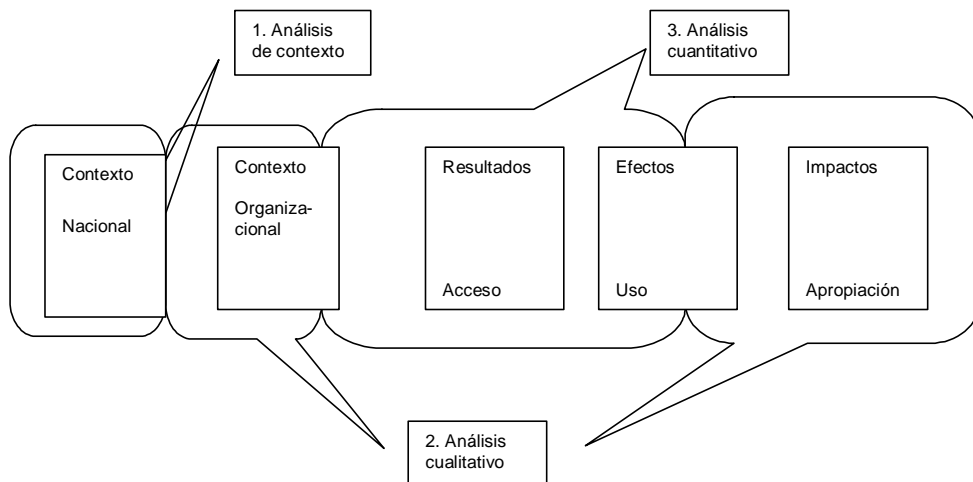 1. Análisis
de contexto
3. Análisis
cuantitativo
Contexto
Nacional
Contexto
Organiza-
cional
Resultados
Acceso
Efectos
Uso
Impactos
Apropiación
2. Análisis
cualitativo